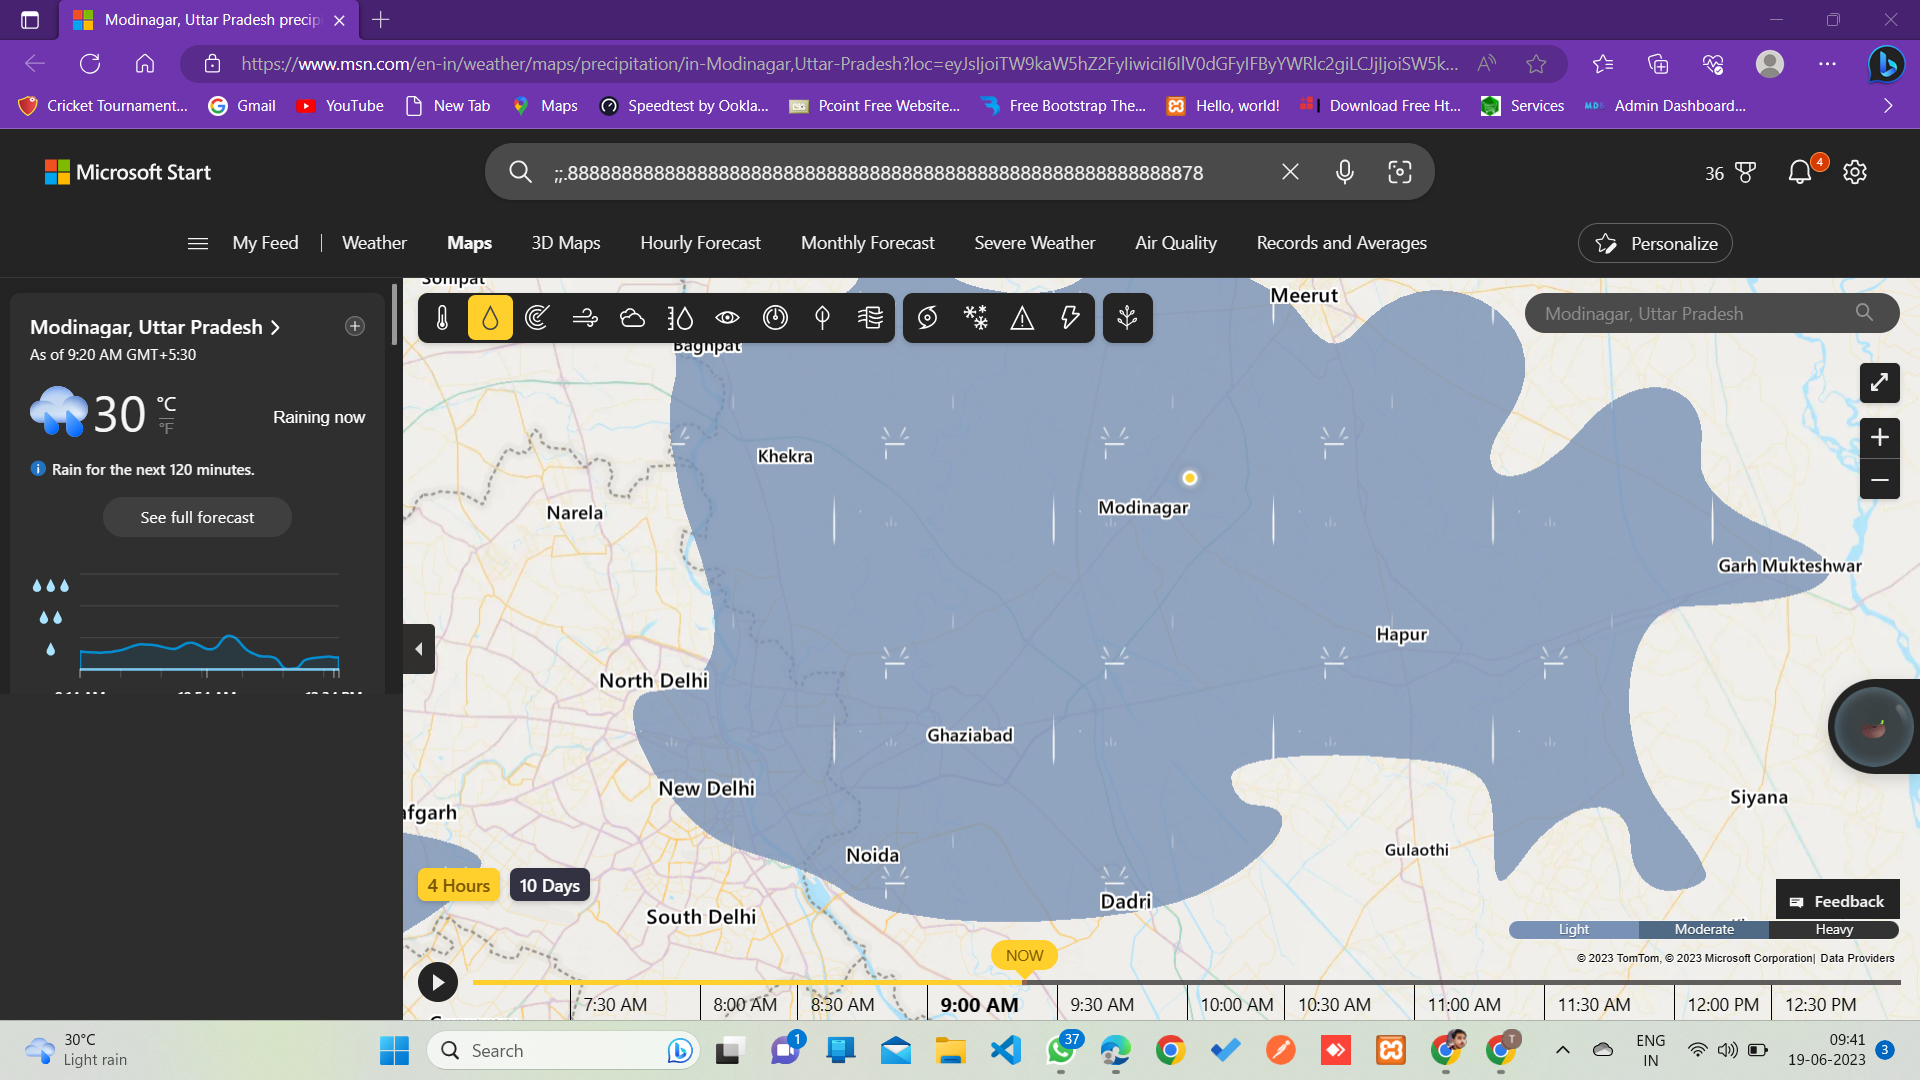 Modinagar, Uttar Pradesh precip
https://www.msn.com/en-in/weather/maps/precipitation/in-Modinagar,Uttar-Pradesh?loc=
Cricket Tournament... Gmail YouTube New Tab Maps Speedtest by Ookla... Pcoint Free Website... Free Bootstrap The... Hello, world! Download Free Ht... Services Admin Dashboard...
Microsoft Start
36
4
My Feed Weather Maps 3D Maps Hourly Forecast Monthly Forecast Severe Weather Air Quality Records and Averages Personalize
Modinagar, Uttar Pradesh
As of 9:20 AM GMT+5:30
30 °C
°F
Raining now
Rain for the next 120 minutes.
See full forecast
Meerut
Modinagar, Uttar Pradesh
Baghpat
Khekra
Modinagar
Narela
Garh Mukteshwar
Hapur
North Delhi
Ghaziabad
New Delhi
Siyana
afgarh
Gulaothi
Noida
4 Hours 10 Days
Dadri
South Delhi
Feedback
Light Moderate Heavy
© 2023 TomTom, © 2023 Microsoft Corporation| Data Providers
NOW
7:30 AM 8:00 AM 8:30 AM 9:00 AM 9:30 AM 10:00 AM 10:30 AM 11:00 AM 11:30 AM 12:00 PM 12:30 PM
30°C
Light rain
Search
1
37
T
ENG
IN
09:41
19-06-2023
3